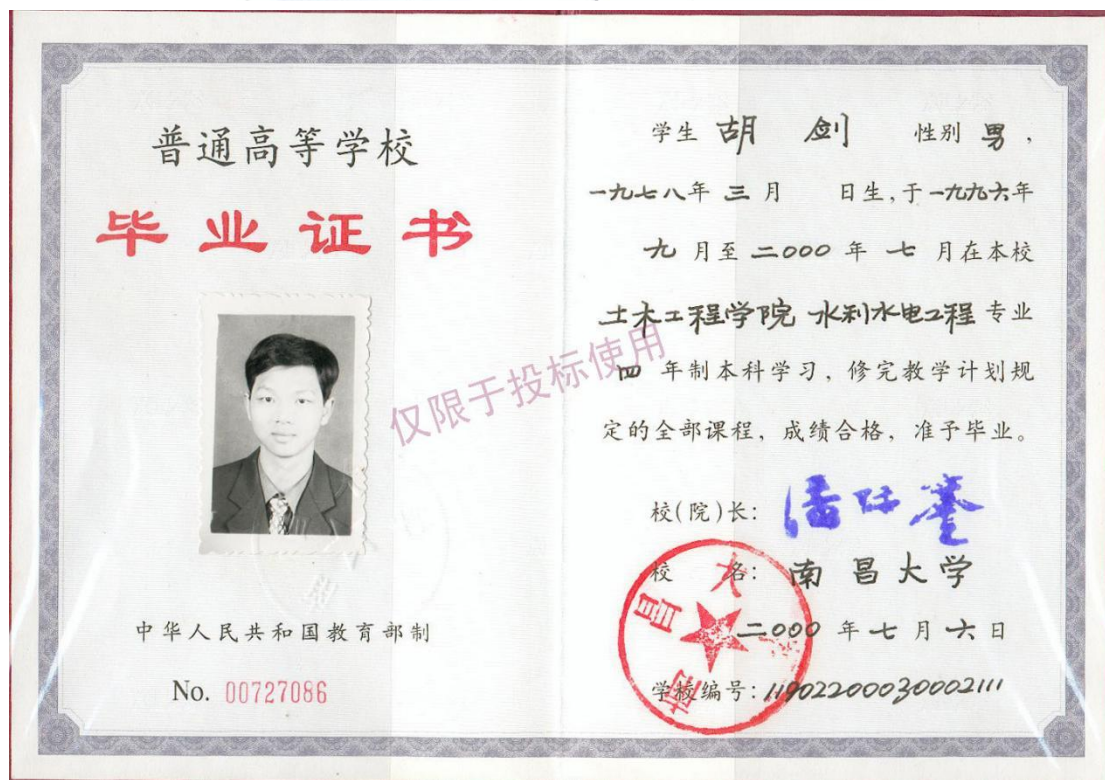 普通高等学校
毕业证书
中华人民共和国教育部制
No. 00727086
学生 胡 剑 性别 男，
一九七八年 三 月 日生，于一九九六年
九 月至 二000 年 七 月在本校
土木工程学院 水利水电工程 专业
四 年制本科学习，修完教学计划规
定的全部课程，成绩合格，准予毕业。
校(院)长：
校 名：南昌大学
二000 年 七 月 六 日
学校编号：119022000030002111
仅限于投标使用
南昌大